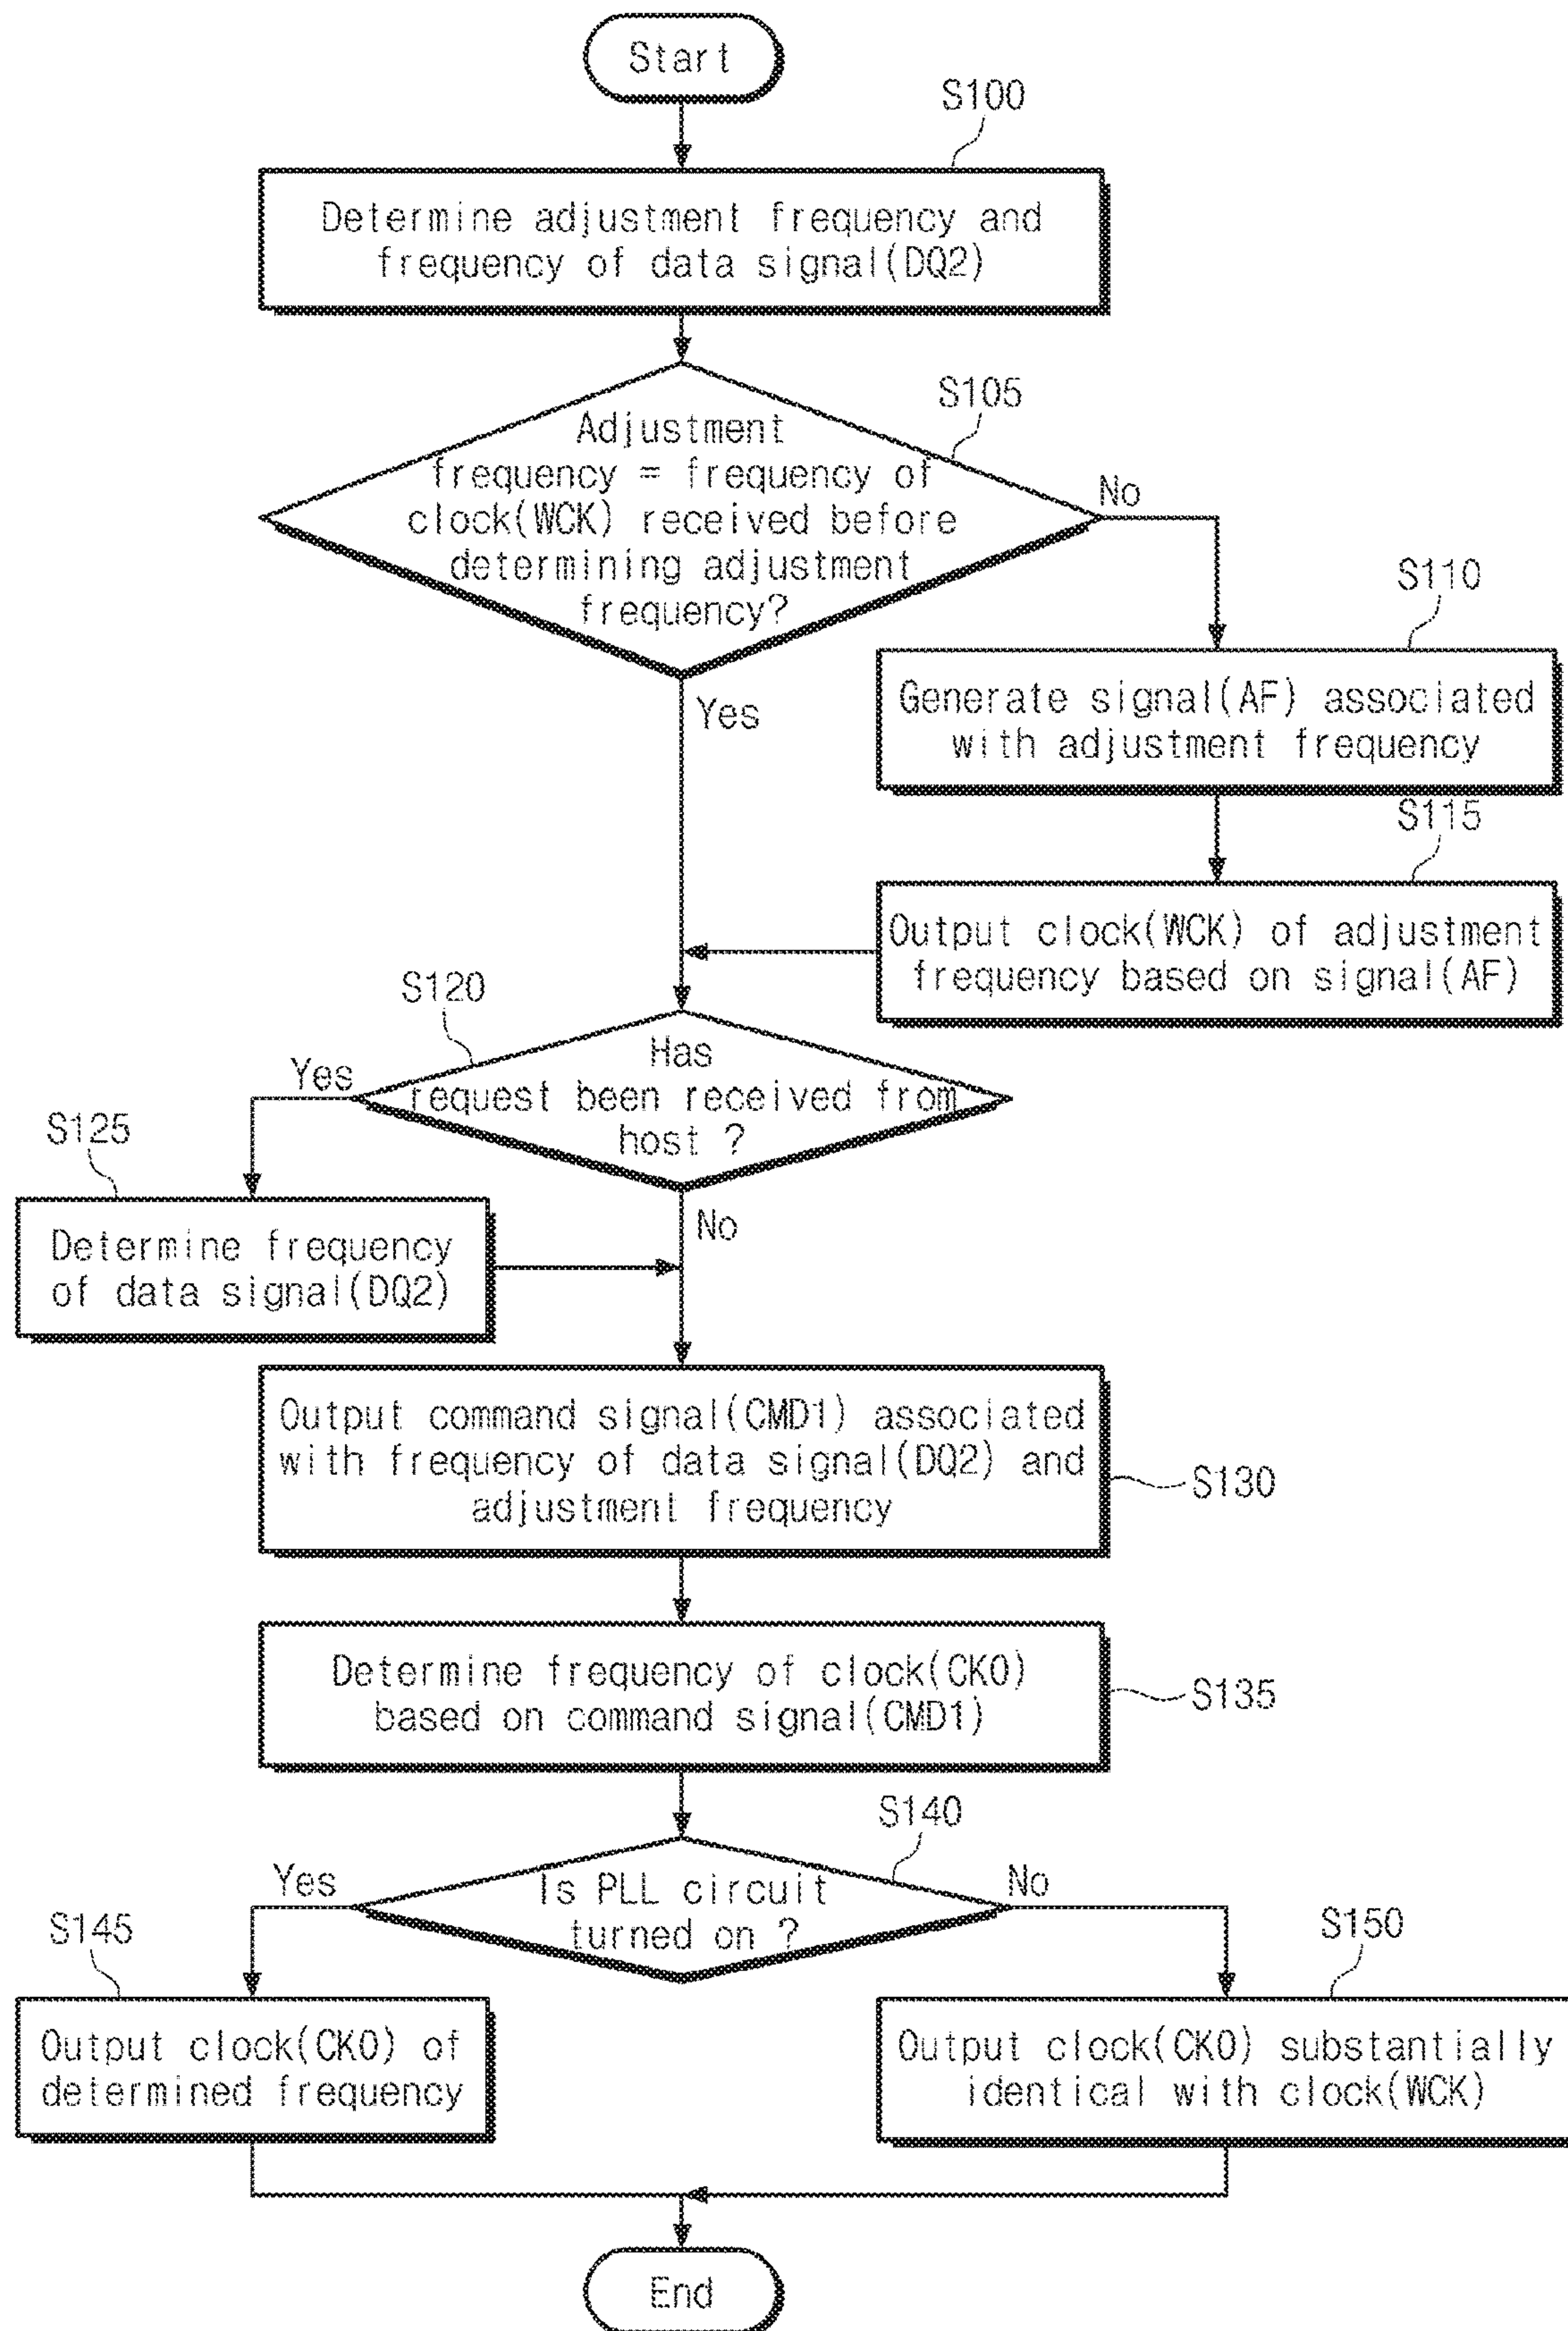 Start
S100
Determine adjustment frequency and
frequency of data signal(DQ2)
S105
Adjustment
frequency = frequency of
clock(WCK) received before
determining adjustment
frequency?
No
Yes
S110
Generate signal(AF) associated
with adjustment frequency
S115
Output clock(WCK) of adjustment
frequency based on signal(AF)
S120
Has
request been received from
host ?
Yes
No
S125
Determine frequency
of data signal(DQ2)
Output command signal(CMD1) associated
with frequency of data signal(DQ2) and
adjustment frequency
S130
Determine frequency of clock(CK0)
based on command signal(CMD1)
S135
S140
Is PLL circuit
turned on ?
Yes
No
S145
Output clock(CK0) of
determined frequency
S150
Output clock(CK0) substantially
identical with clock(WCK)
End